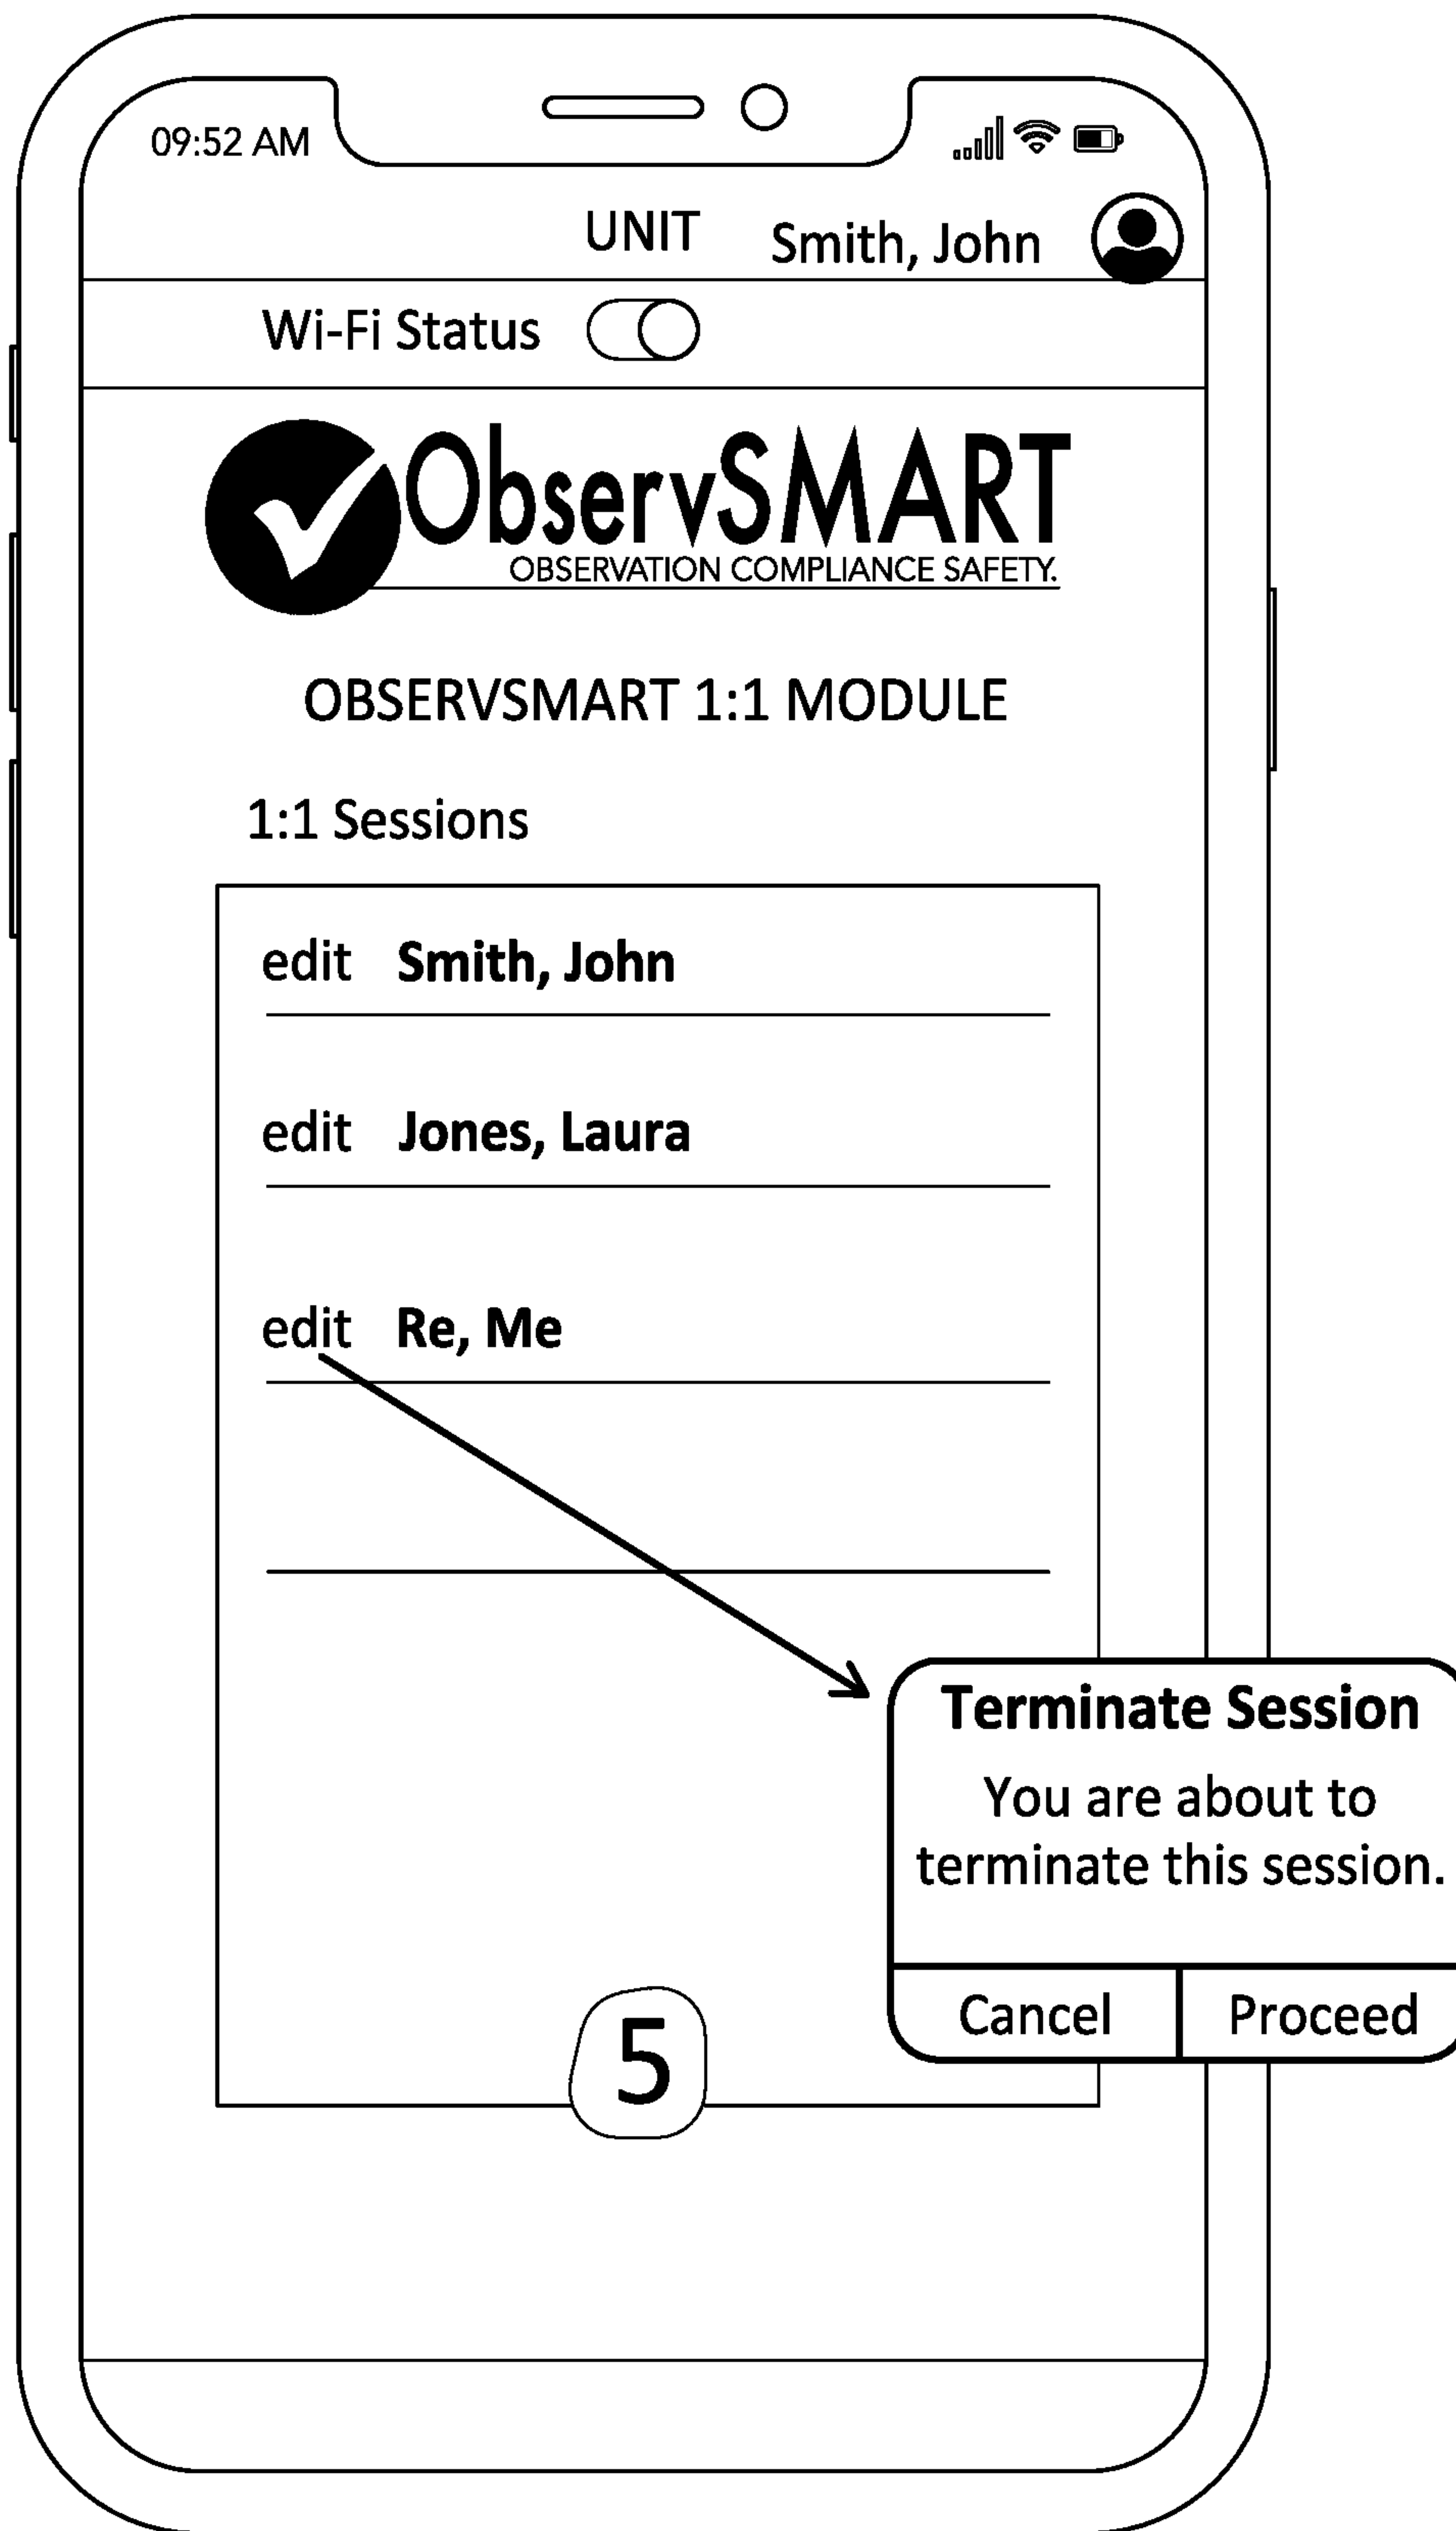 09:52 AM
UNIT Smith, John
Wi-Fi Status
ObservSMART
OBSERVATION COMPLIANCE SAFETY.
OBSERVSMART 1:1 MODULE
1:1 Sessions
edit Smith, John
edit Jones, Laura
edit Re, Me
Terminate Session
You are about to
terminate this session.
Cancel Proceed
5